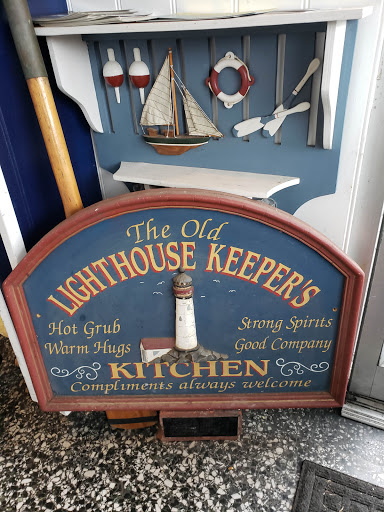 The Old
LIGHTHOUSE KEEPER'S
Hot Grub
Warm Hugs
Strong Spirits
Good Company
KITCHEN
Compliments always welcome